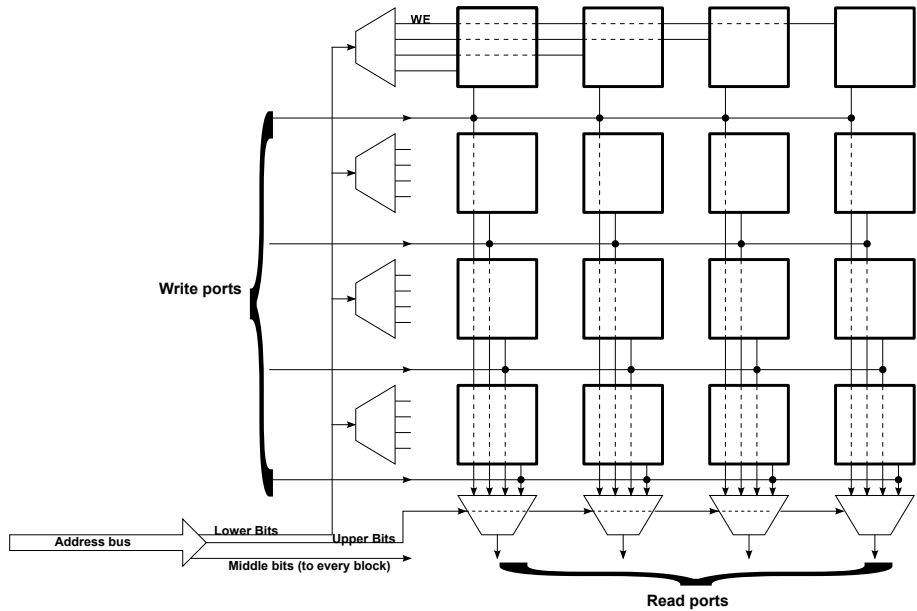 WE
Write ports
Lower Bits
Address bus
Upper Bits
Middle bits (to every block)
Read ports